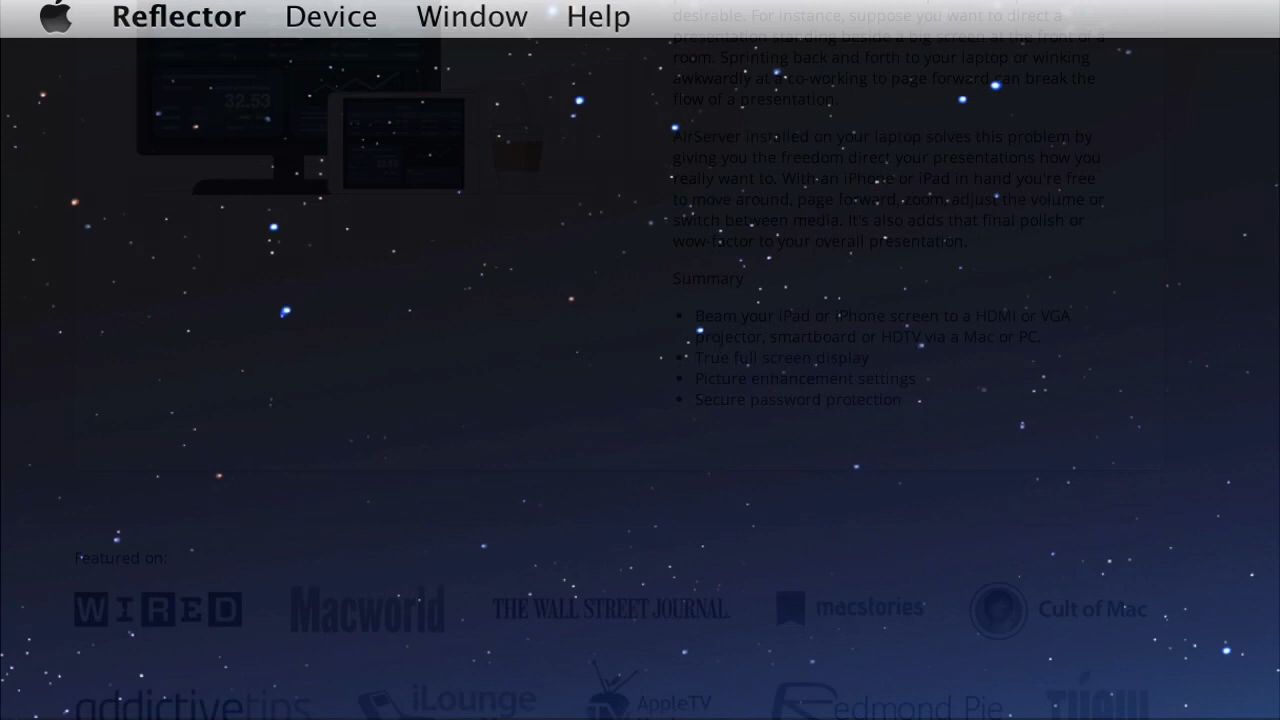 Reflector Device Window Help
desirable. For instance, suppose you want to direct a
presentation standing beside a big screen at the front of a
room. Sprinting back and forth to your laptop or winking
awkwardly at a co-working to page forward can break the
flow of a presentation.
32.53
AirServer installed on your laptop solves this problem by
giving you the freedom direct your presentations how you
really want to. With an iPhone or iPad in hand you're free
to move around, page forward, zoom, adjust the volume or
switch between media. It's also adds that final polish or
wow-factor to your overall presentation.
Summary
• Beam your iPad or iPhone screen to a HDMI or VGA
projector, smartboard or HDTV via a Mac or PC.
• True full screen display
• Picture enhancement settings
• Secure password protection
Featured on:
WIRED Macworld THE WALL STREET JOURNAL. macstories Cult of Mac
addictivetips iLounge AppleTV Redmond Pie